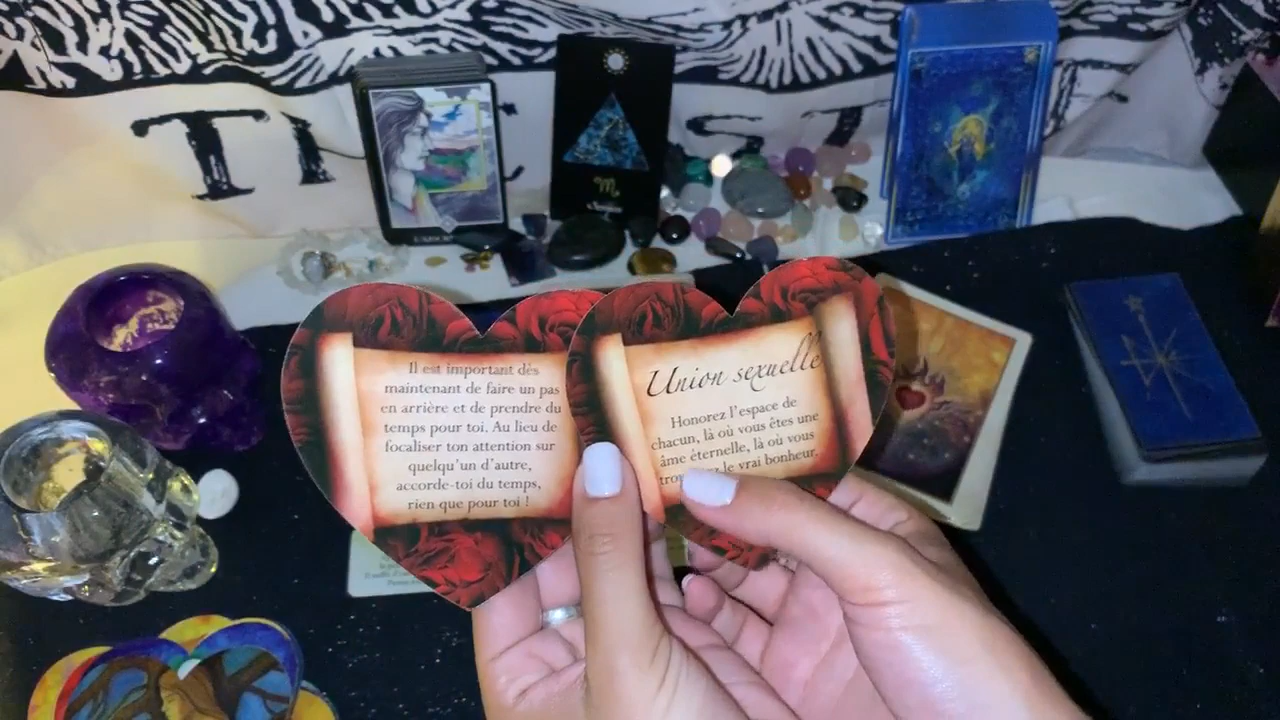 TI
ST
Il est important dès
maintenant de faire un pas
en arrière et de prendre du
temps pour toi. Au lieu de
focaliser ton attention sur
quelqu'un d'autre,
accorde-toi du temps,
rien que pour toi !
Union sexuelle
Honorez l'espace de
chacun, là où vous êtes une
âme éternelle, là où vous
le vrai bonheur.